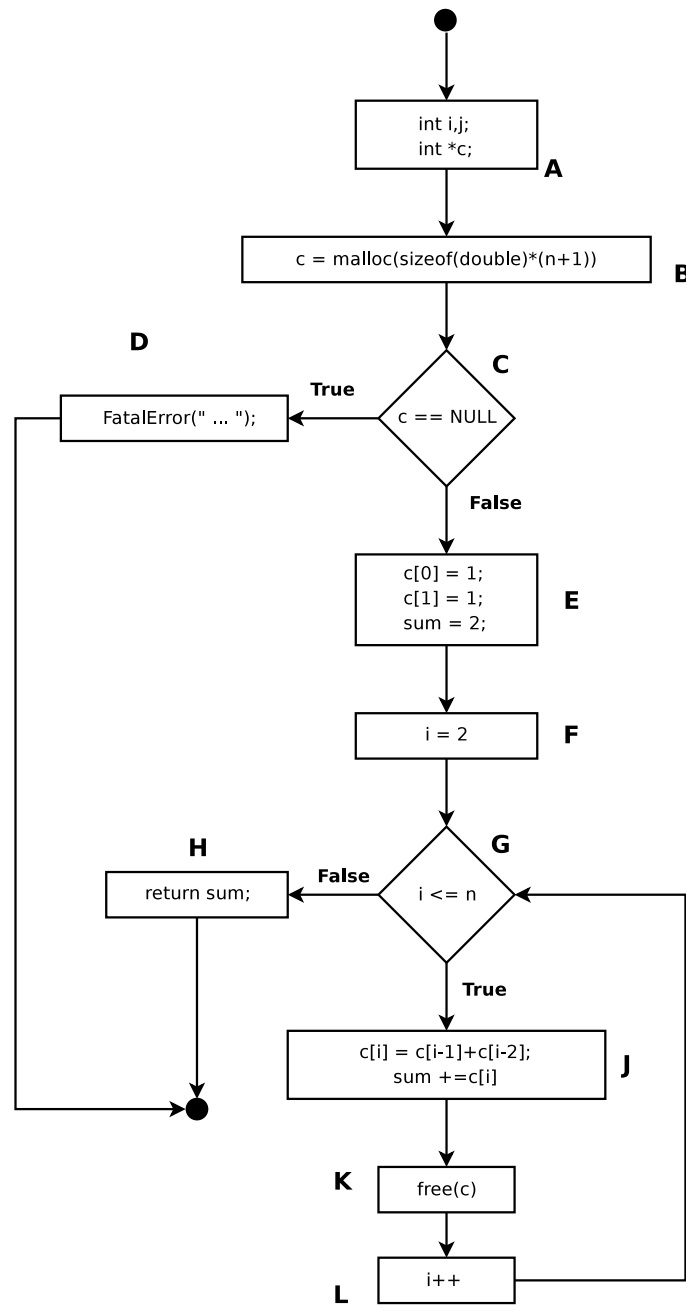 int i,j;
int *c;
A
c = malloc(sizeof(double)*(n+1))
B
D
C
True
FatalError(" ... ");
c == NULL
False
c[0] = 1;
c[1] = 1;
sum = 2;
E
i = 2
F
G
H
False
return sum;
i <= n
True
c[i] = c[i-1]+c[i-2];
sum +=c[i]
J
K
free(c)
i++
L